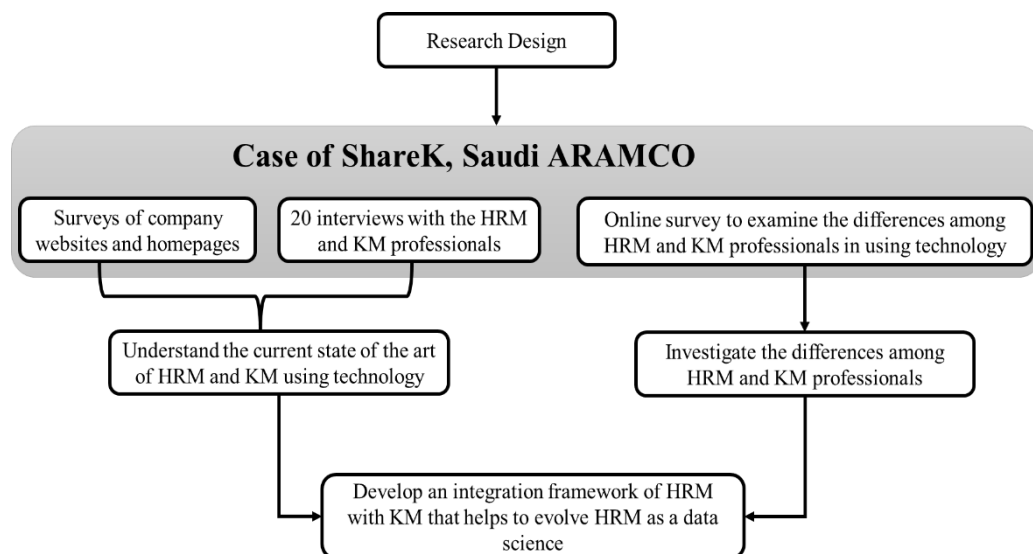 Research Design
Case of ShareK, Saudi ARAMCO
Surveys of company
websites and homepages
20 interviews with the HRM
and KM professionals
Online survey to examine the differences among
HRM and KM professionals in using technology
Understand the current state of the art
of HRM and KM using technology
Investigate the differences among
HRM and KM professionals
Develop an integration framework of HRM
with KM that helps to evolve HRM as a data
science